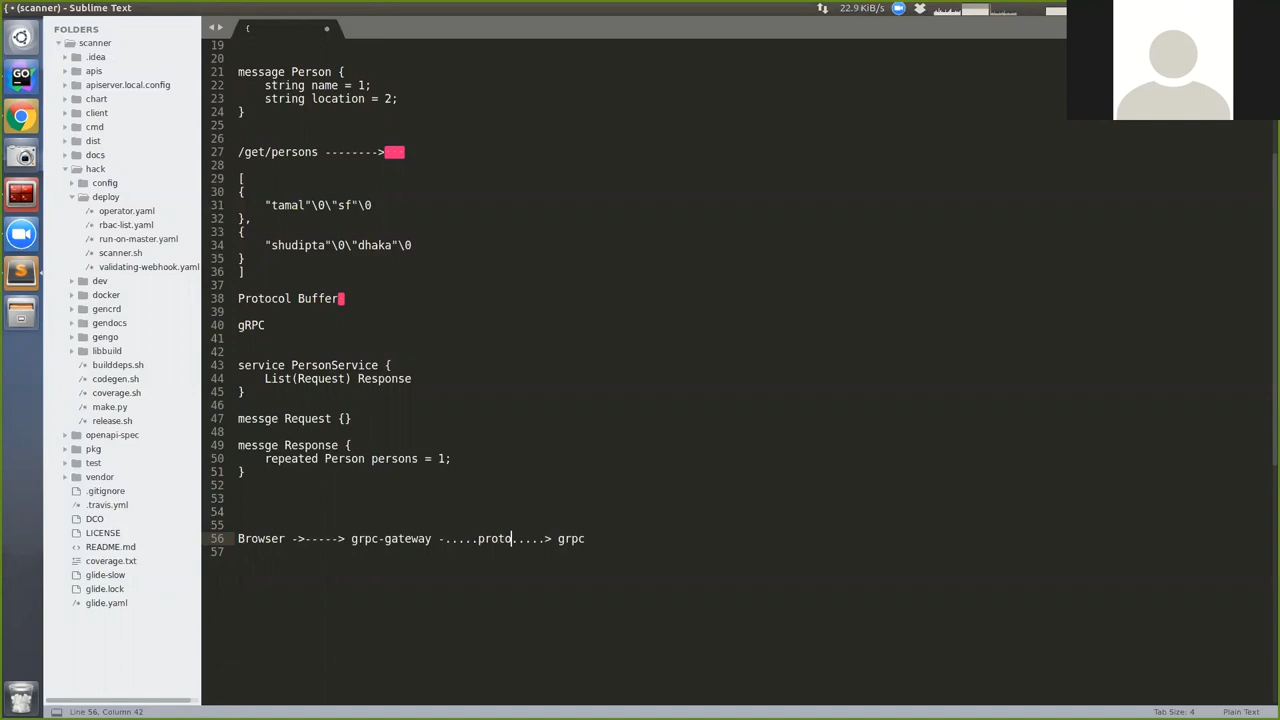 { • (scanner) - Sublime Text
22.9 KiB/s
FOLDERS
scanner
.idea
apis
apiserver.local.config
chart
client
cmd
dist
docs
hack
config
deploy
/* operator.yaml
/* rbac-list.yaml
/* run-on-master.yaml
/* scanner.sh
/* validating-webhook.yaml
dev
docker
gencrd
gendocs
gengo
libbuild
/* builddeps.sh
/* codegen.sh
/* coverage.sh
/* make.py
/* release.sh
openapi-spec
pkg
test
vendor
.gitignore
/* .travis.yml
DCO
LICENSE
<> README.md
coverage.txt
glide-slow
glide.lock
/* glide.yaml
{
19
20
21 message Person {
22 string name = 1;
23 string location = 2;
24 }
25
26
27 /get/persons -------->
28
29 [
30 {
31 "tamal"\0\"sf"\0
32 },
33 {
34 "shudipta"\0\"dhaka"\0
35 }
36 ]
37
38 Protocol Buffer
39
40 gRPC
41
42
43 service PersonService {
44 List(Request) Response
45 }
46
47 messge Request {}
48
49 messge Response {
50 repeated Person persons = 1;
51 }
52
53
54
55
56 Browser ->-----> grpc-gateway -.....proto.....> grpc
57
Line 56, Column 42
Tab Size: 4
Plain Text
GO